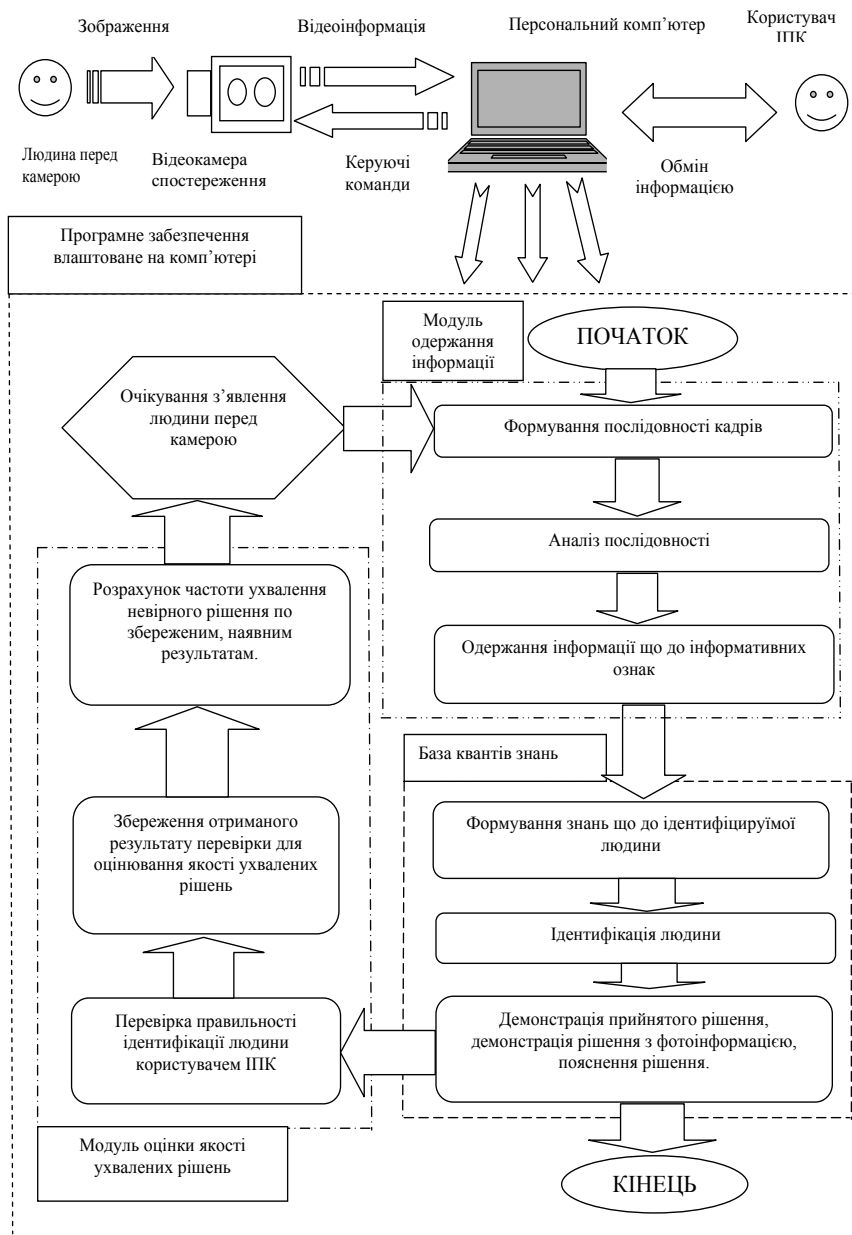 Зображення
Відеоінформація
Персональний комп’ютер
Користувач
ІПК
Людина перед
камерою
Відеокамера
спостереження
Керуючі
команди
Обмін
інформацією
Програмне забезпечення
влаштоване на комп’ютері
Модуль
одержання
інформації
ПОЧАТОК
Очікування з’явлення
людини перед
камерою
Формування послідовності кадрів
Аналіз послідовності
Розрахунок частоти ухвалення
невірного рішення по
збереженим, наявним
результатам.
Одержання інформації що до інформативних
ознак
База квантів знань
Збереження отриманого
результату перевірки для
оцінювання якості ухвалених
рішень
Формування знань що до ідентифіцируїмої
людини
Ідентифікація людини
Перевірка правильності
ідентифікації людини
користувачем ІПК
Демонстрація прийнятого рішення,
демонстрація рішення з фотоінформацією,
пояснення рішення.
Модуль оцінки якості
ухвалених рішень
КІНЕЦЬ